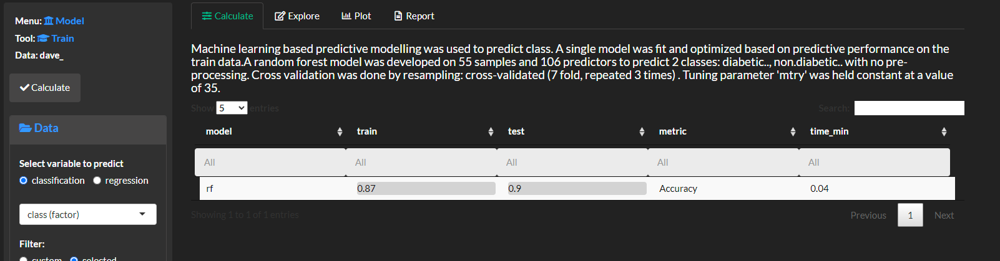 Menu: Model
Tool: Train
Data: dave_
Calculate
Data
Select variable to predict
classification regression
class (factor)
Filter:
custom selected
Calculate Explore Plot Report
Machine learning based predictive modelling was used to predict class. A single model was fit and optimized based on predictive performance on the
train data.A random forest model was developed on 55 samples and 106 predictors to predict 2 classes: diabetic.., non.diabetic.. with no pre-
processing. Cross validation was done by resampling: cross-validated (7 fold, repeated 3 times) . Tuning parameter 'mtry' was held constant at a value
of 35.
Show 5 entries Search:
model train test metric time_min
All All All All All
rf 0.87 0.9 Accuracy 0.04
Showing 1 to 1 of 1 entries Previous 1 Next